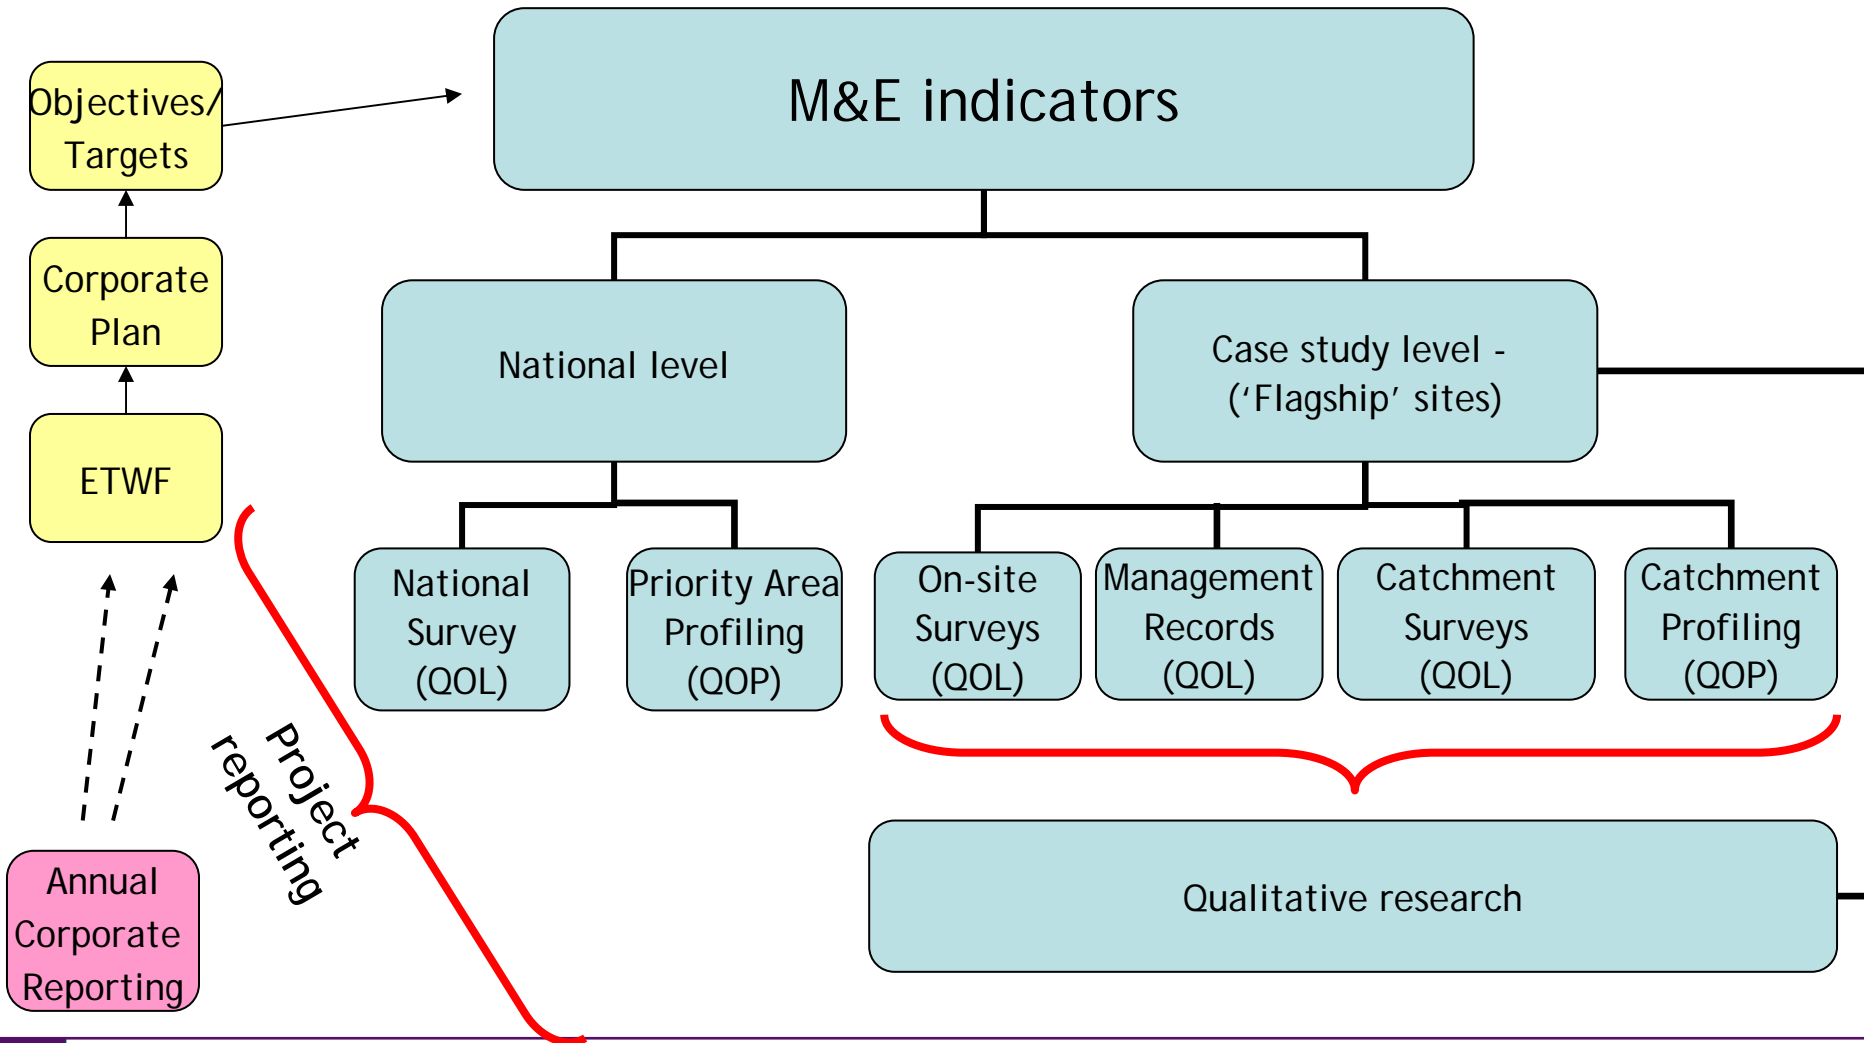 M&E indicators
Objectives/
Targets
Corporate
Plan
ETWF
National level
Case study level -
(‘Flagship’ sites)
National
Survey
(QOL)
Priority Area
Profiling
(QOP)
On-site
Surveys
(QOL)
Management
Records
(QOL)
Catchment
Surveys
(QOL)
Catchment
Profiling
(QOP)
Project
reporting
Annual
Corporate
Reporting
Qualitative research